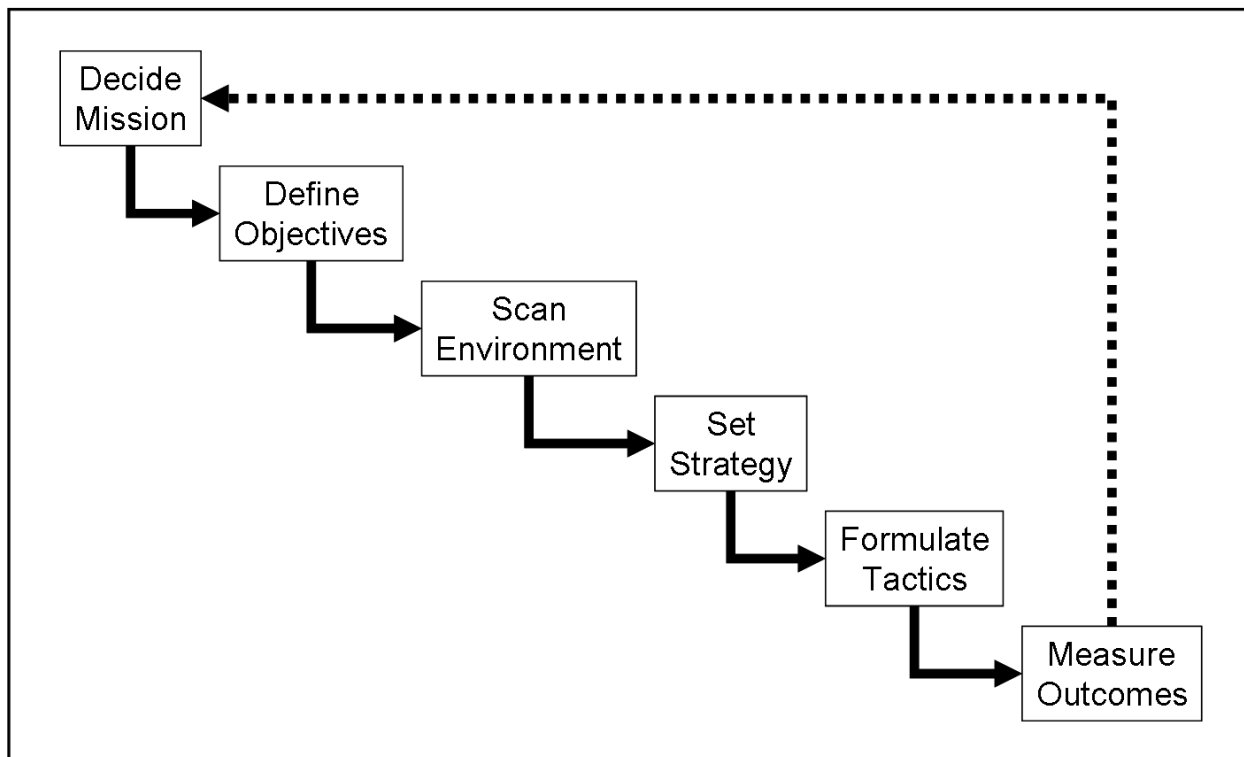 Decide
Mission
Define
Objectives
Scan
Environment
Set
Strategy
Formulate
Tactics
Measure
Outcomes